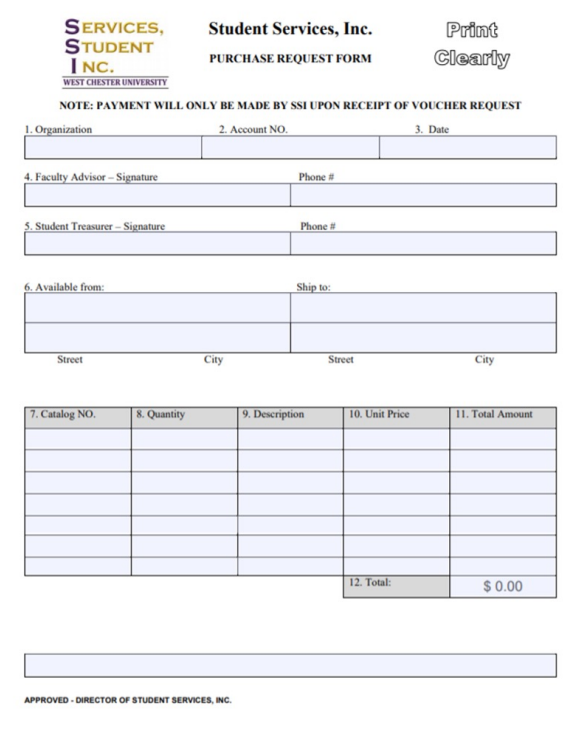 SERVICES,
STUDENT
INC.
WEST CHESTER UNIVERSITY
Student Services, Inc.
PURCHASE REQUEST FORM
Print
Clearly
NOTE: PAYMENT WILL ONLY BE MADE BY SSI UPON RECEIPT OF VOUCHER REQUEST
1. Organization 2. Account NO. 3. Date
4. Faculty Advisor – Signature Phone #
5. Student Treasurer – Signature Phone #
6. Available from: Ship to:
Street City Street City
7. Catalog NO. 8. Quantity 9. Description 10. Unit Price 11. Total Amount
12. Total: $ 0.00
APPROVED - DIRECTOR OF STUDENT SERVICES, INC.